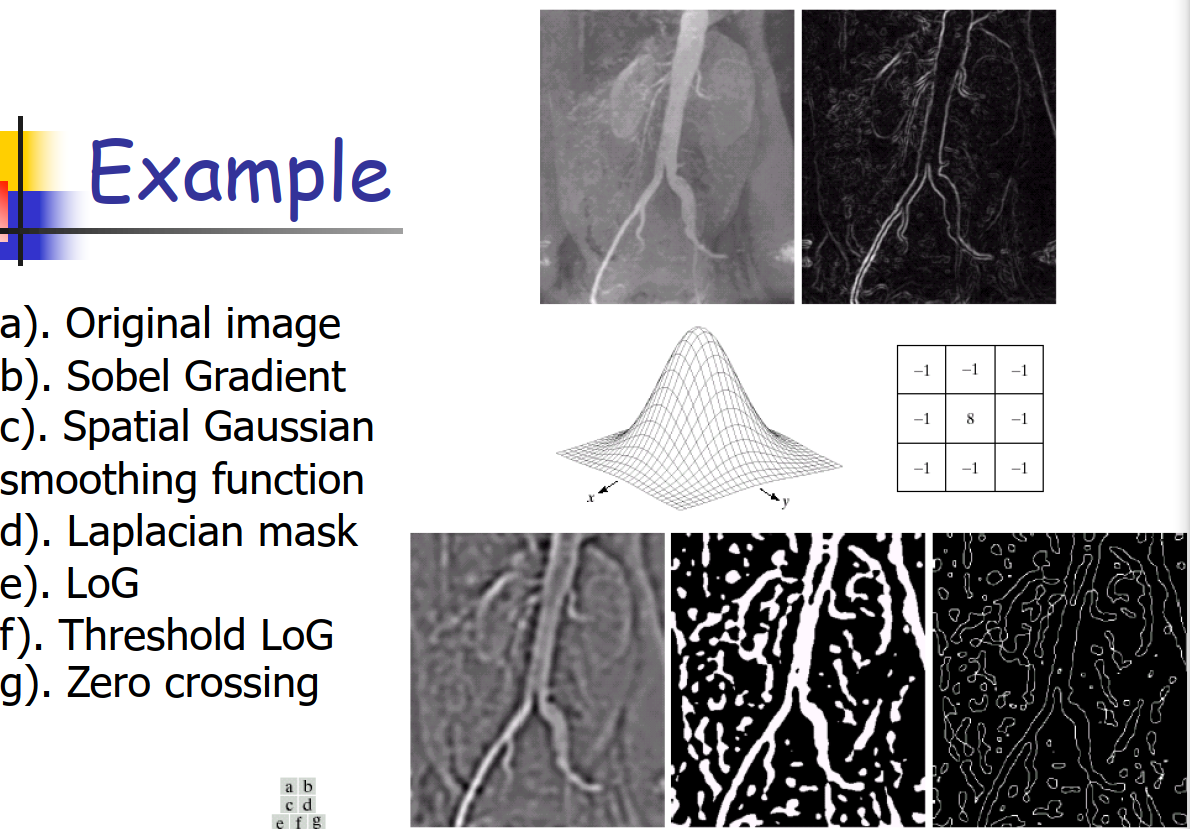 Example
a). Original image
b). Sobel Gradient
c). Spatial Gaussian
smoothing function
d). Laplacian mask
e). LoG
f). Threshold LoG
g). Zero crossing
a b
c d
e f g
x
y
−1 −1 −1
−1 8 −1
−1 −1 −1